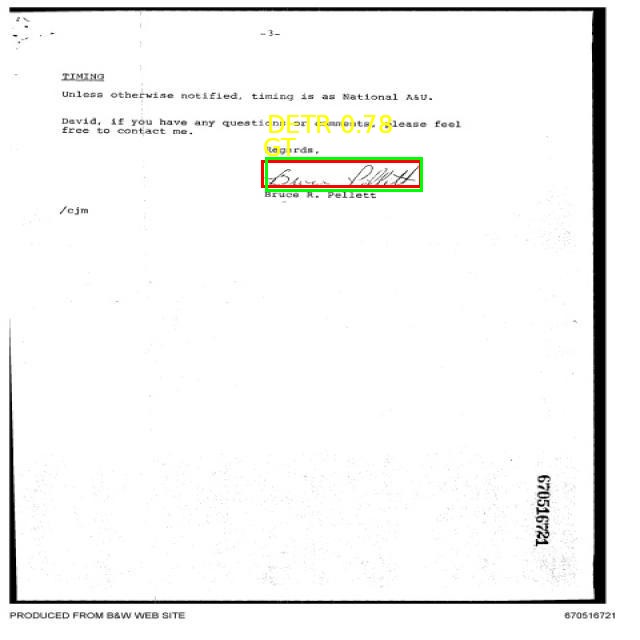 -3-
TIMING
Unless otherwise notified, timing is as National A&U.
David, if you have any questions or comments, please feel
free to contact me.
DETR 0.78
GT
Regards,
Bruce Pellett
Bruce R. Pellett
/cjm
670516721
PRODUCED FROM B&W WEB SITE
670516721